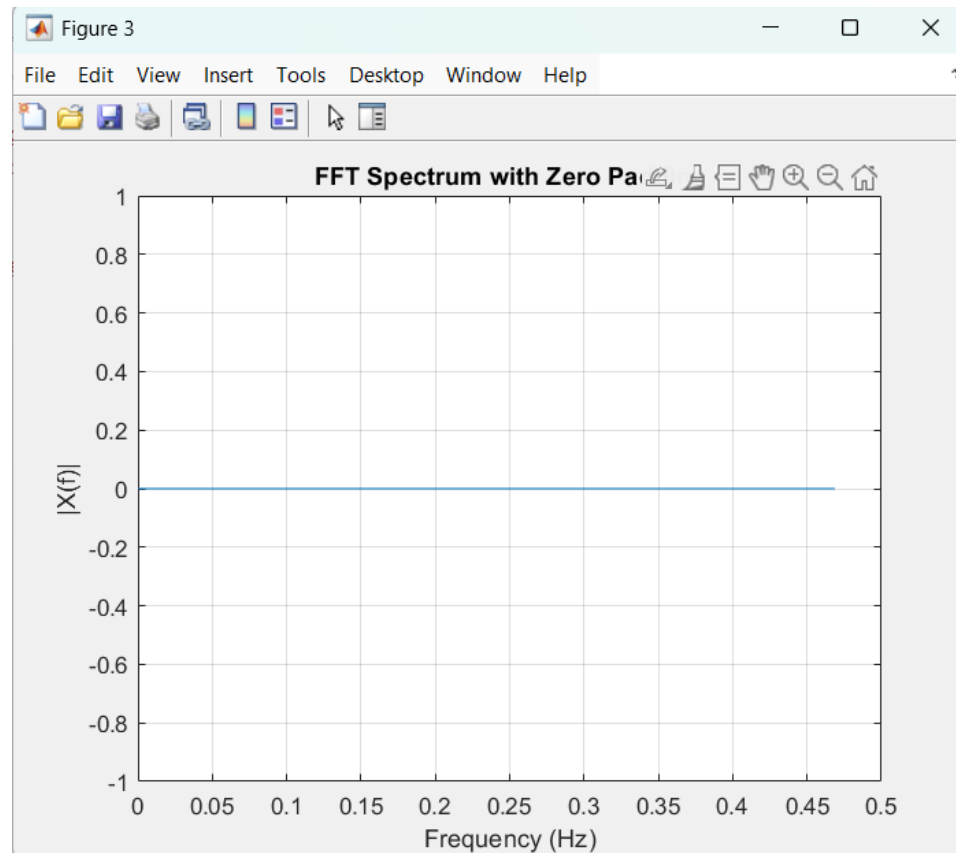 Figure 3
File Edit View Insert Tools Desktop Window Help
FFT Spectrum with Zero
1
0.8
0.6
0.4
0.2
0
-0.2
-0.4
-0.6
-0.8
-1
|X(f)|
0 0.05 0.1 0.15 0.2 0.25 0.3 0.35 0.4 0.45 0.5
Frequency (Hz)